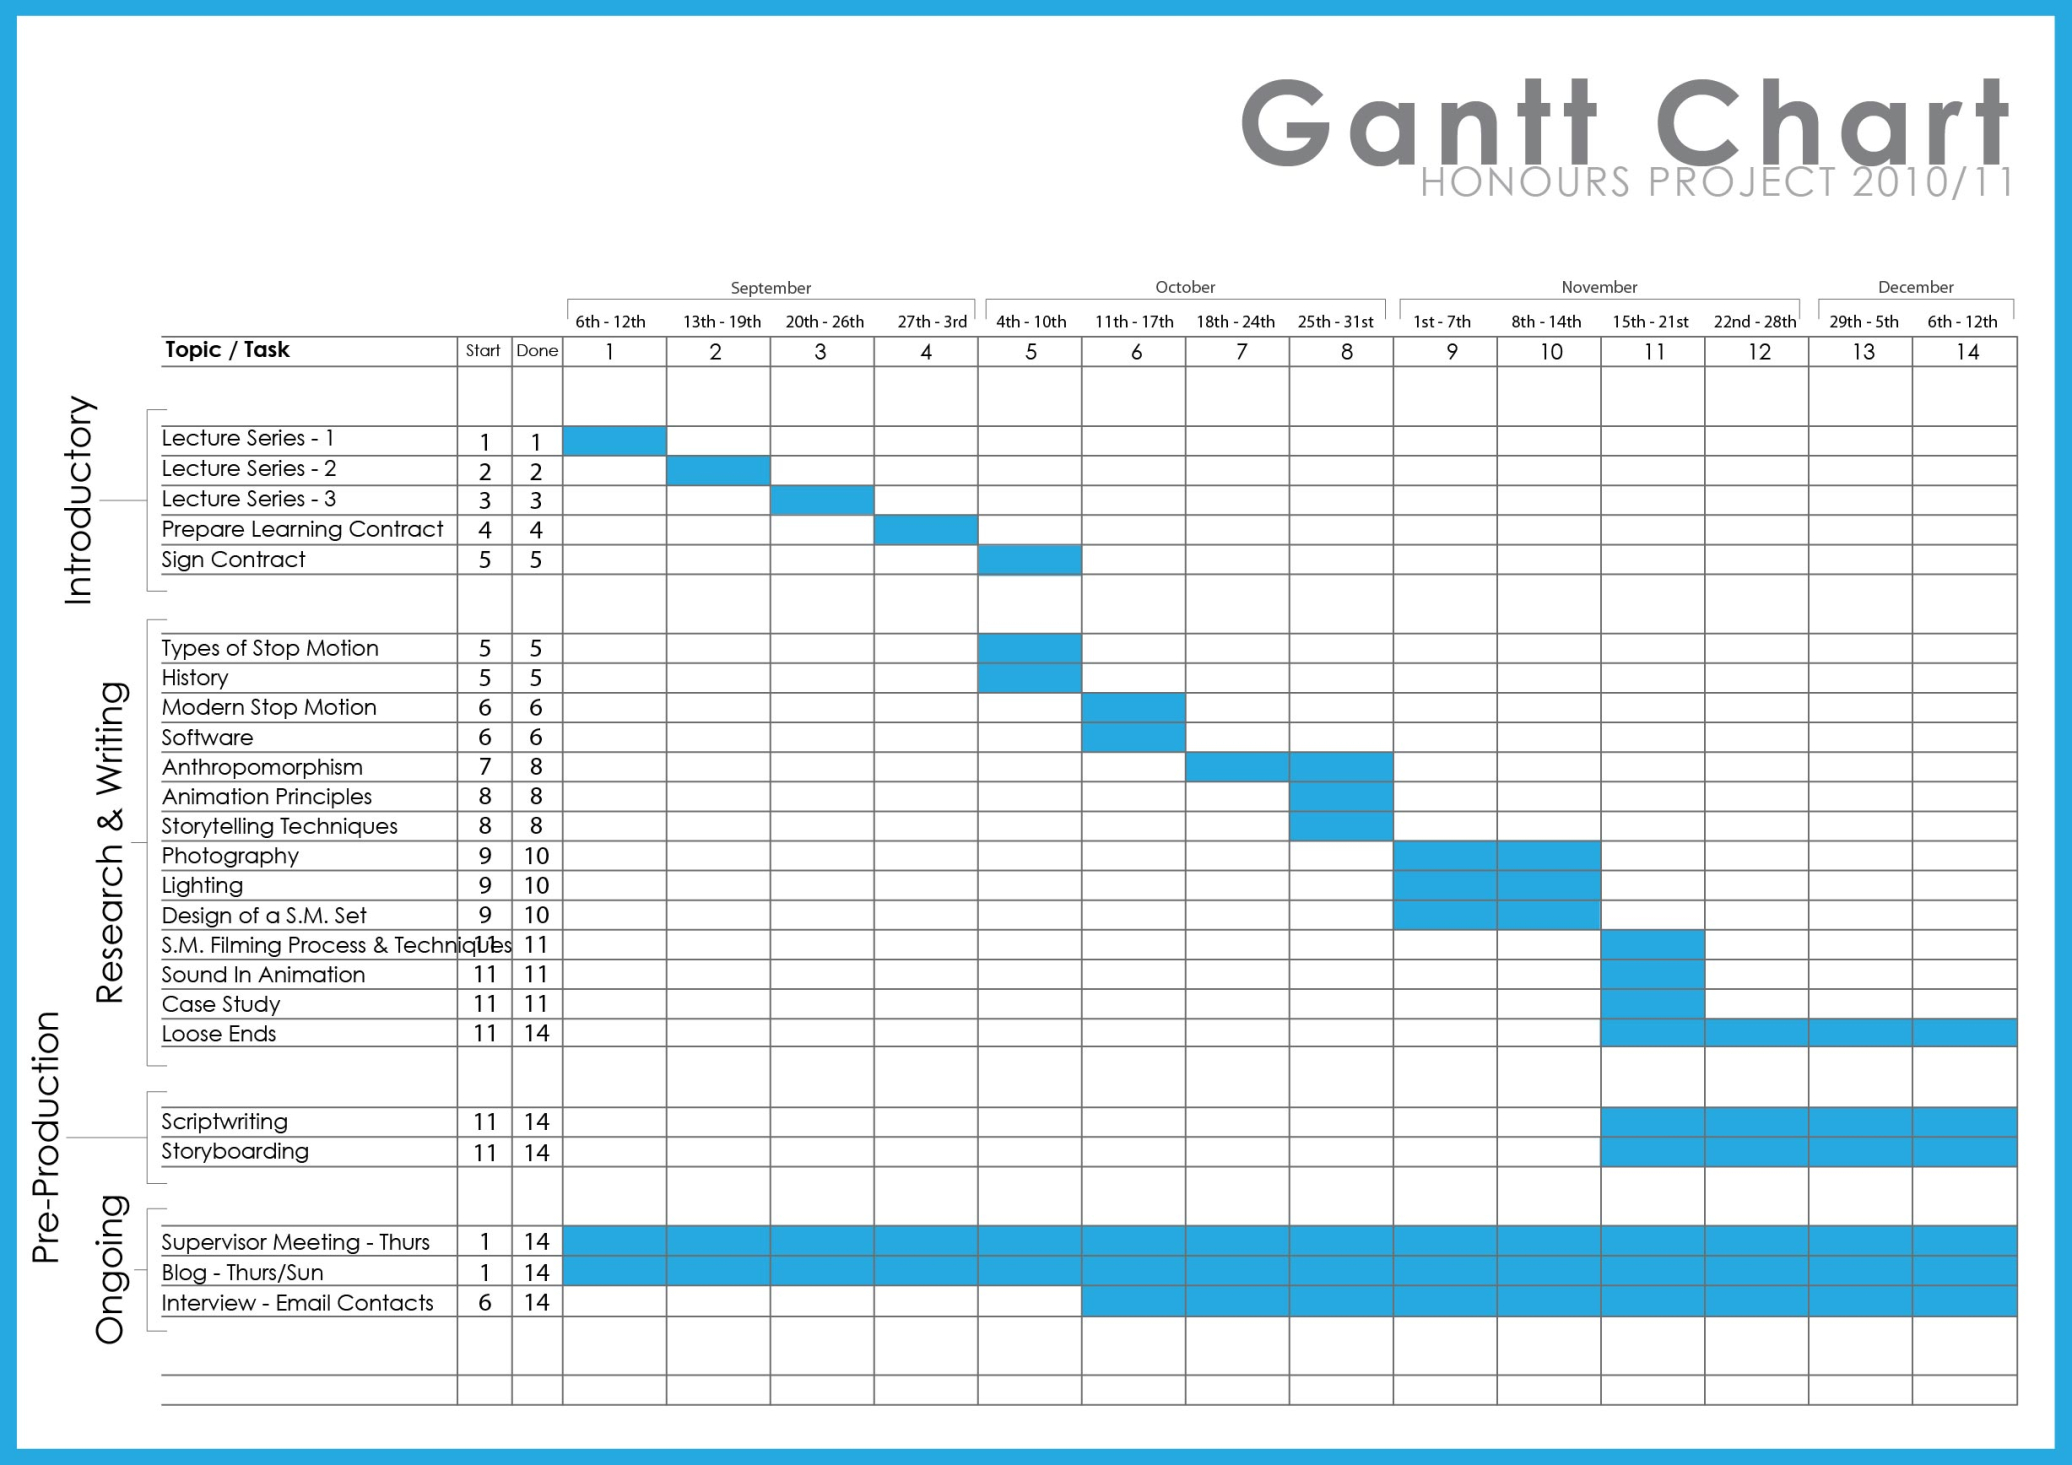 Gantt Chart
HONOURS PROJECT 2010/11
September October November December
6th - 12th 13th - 19th 20th - 26th 27th - 3rd 4th - 10th 11th - 17th 18th - 24th 25th - 31st 1st - 7th 8th - 14th 15th - 21st 22nd - 28th 29th - 5th 6th - 12th
Topic / Task Start Done 1 2 3 4 5 6 7 8 9 10 11 12 13 14
Introductory
Lecture Series - 1 1 1
Lecture Series - 2 2 2
Lecture Series - 3 3 3
Prepare Learning Contract 4 4
Sign Contract 5 5
Research & Writing
Types of Stop Motion 5 5
History 5 5
Modern Stop Motion 6 6
Software 6 6
Anthropomorphism 7 8
Animation Principles 8 8
Storytelling Techniques 8 8
Photography 9 10
Lighting 9 10
Design of a S.M. Set 9 10
S.M. Filming Process & Techniques 11 11
Sound In Animation 11 11
Case Study 11 11
Loose Ends 11 14
Pre-Production
Scriptwriting 11 14
Storyboarding 11 14
Ongoing
Supervisor Meeting - Thurs 1 14
Blog - Thurs/Sun 1 14
Interview - Email Contacts 6 14